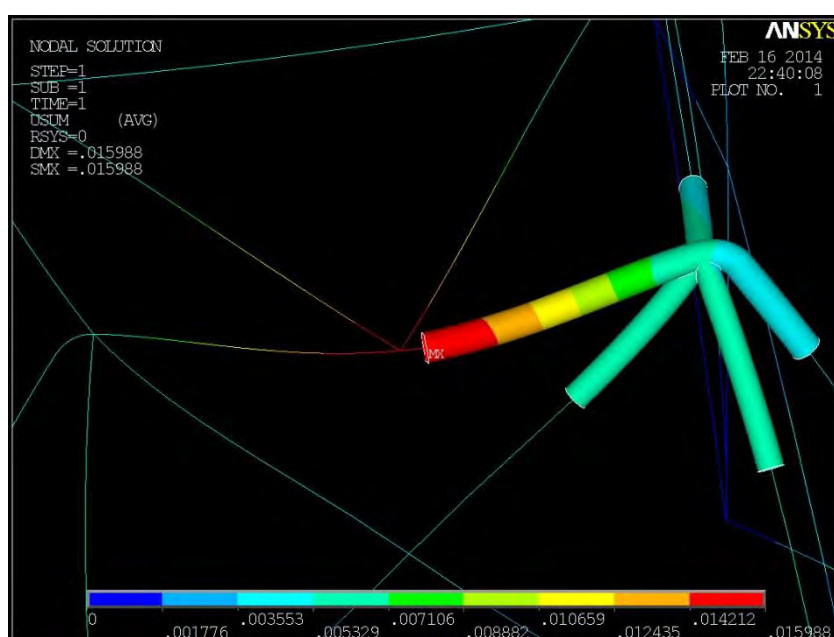 ANSYS
NODAL SOLUTION
FEB 16 2014
22:40:08
PLOT NO. 1
STEP=1
SUB =1
TIME=1
USUM (AVG)
RSYS=0
DMX =.015988
SMX =.015988
MX
0 .003553 .007106 .010659 .014212
.001776 .005329 .008882 .012435 .015988